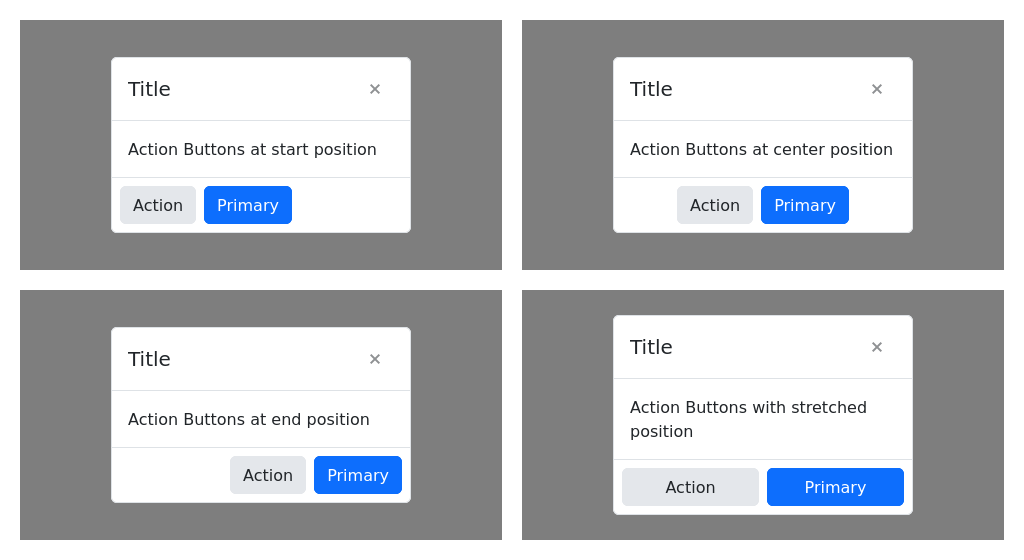 Title ×
Action Buttons at start position
Action Primary
Title ×
Action Buttons at center position
Action Primary
Title ×
Action Buttons at end position
Action Primary
Title ×
Action Buttons with stretched
position
Action Primary